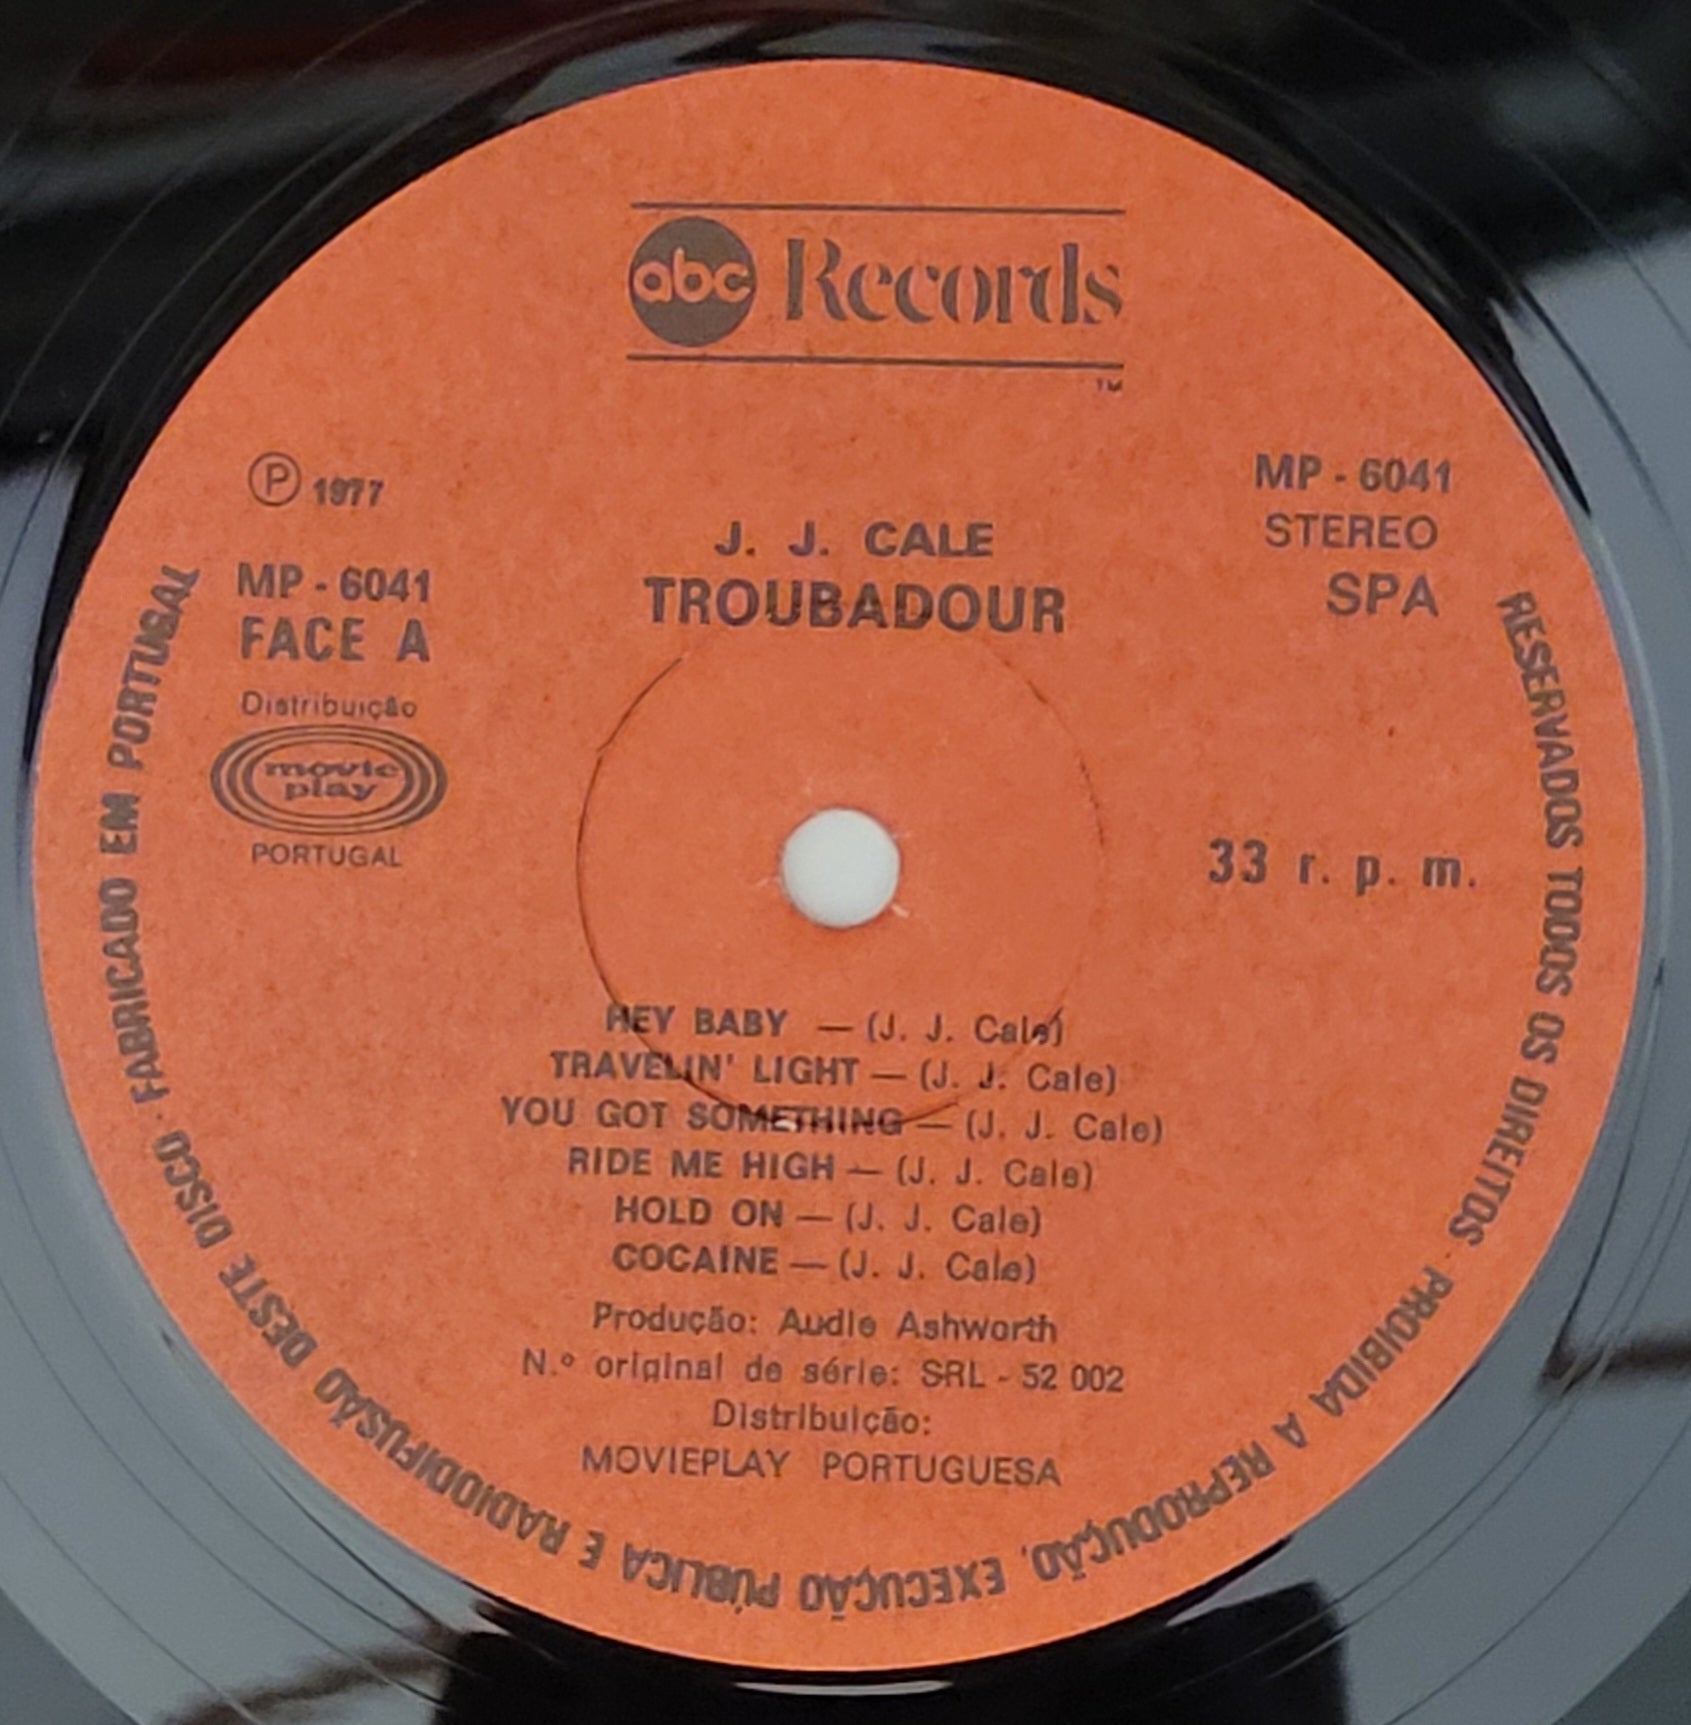 abc Records
TM
℗ 1977
MP - 6041
FACE A
Distribuição
movie
play
PORTUGAL
J. J. CALE
TROUBADOUR
MP - 6041
STEREO
SPA
33 r. p. m.
HEY BABY — (J. J. Cale)
TRAVELIN' LIGHT — (J. J. Cale)
YOU GOT SOMETHING — (J. J. Cale)
RIDE ME HIGH — (J. J. Cale)
HOLD ON — (J. J. Cale)
COCAINE — (J. J. Cale)
Produção: Audie Ashworth
N.º original de série: SRL - 52 002
Distribuição:
MOVIEPLAY PORTUGUESA
RESERVADOS TODOS OS DIREITOS · PROIBIDA A REPRODUÇÃO, EXECUÇÃO PÚBLICA E RADIODIFUSÃO DESTE DISCO · FABRICADO EM PORTUGAL